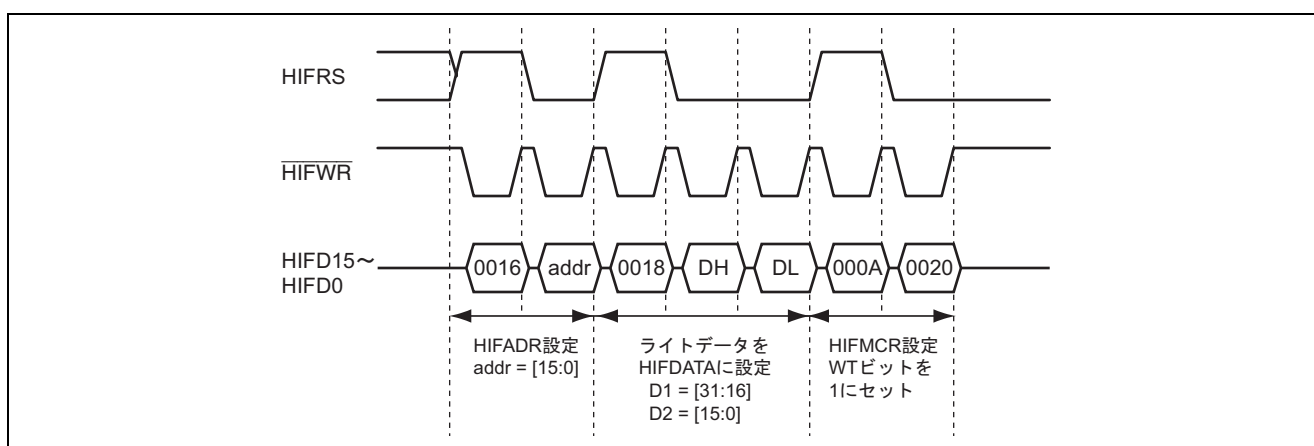 HIFRS
HIFWR
HIFD15～
HIFD0
0016 addr 0018 DH DL 000A 0020
HIFADR設定
addr = [15:0]
ライトデータを
HIFDATAに設定
D1 = [31:16]
D2 = [15:0]
HIFMCR設定
WTビットを
1にセット